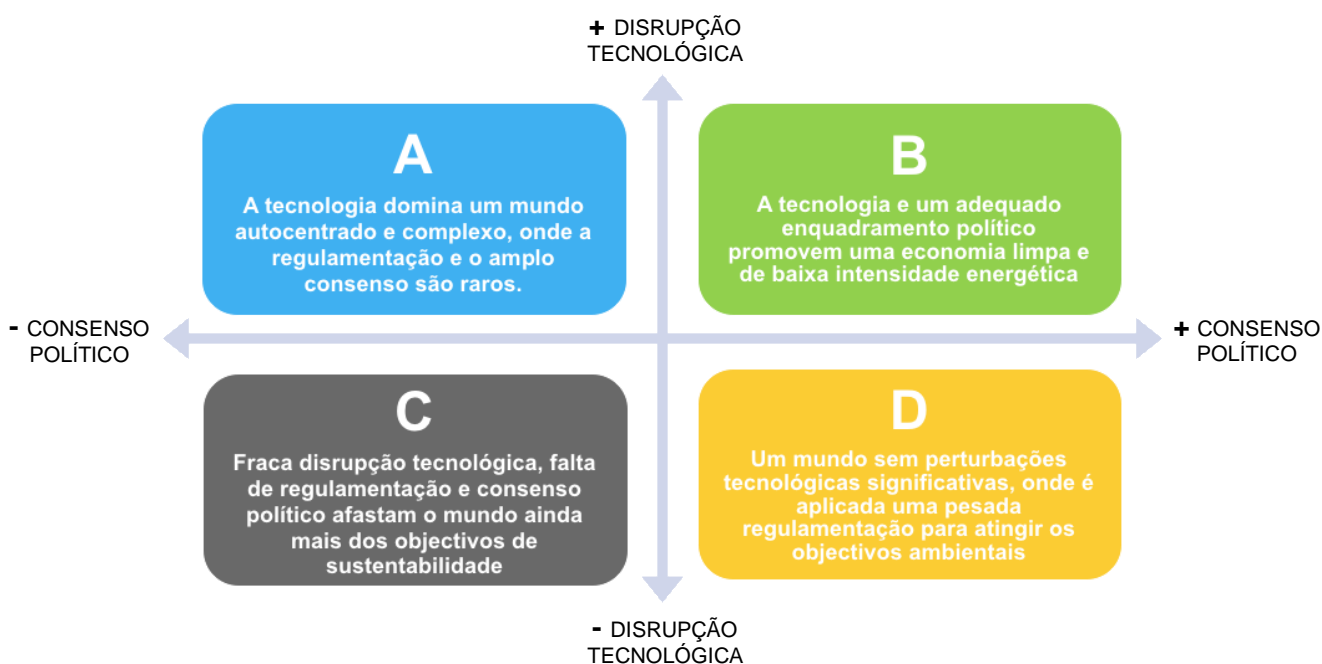 + DISRUPÇÃO
TECNOLÓGICA
A
A tecnologia domina um mundo
autocentrado e complexo, onde a
regulamentação e o amplo
consenso são raros.
B
A tecnologia e um adequado
enquadramento político
promovem uma economia limpa e
de baixa intensidade energética
- CONSENSO
POLÍTICO
+ CONSENSO
POLÍTICO
C
Fraca disrupção tecnológica, falta
de regulamentação e consenso
político afastam o mundo ainda
mais dos objectivos de
sustentabilidade
D
Um mundo sem perturbações
tecnológicas significativas, onde é
aplicada uma pesada
regulamentação para atingir os
objectivos ambientais
- DISRUPÇÃO
TECNOLÓGICA